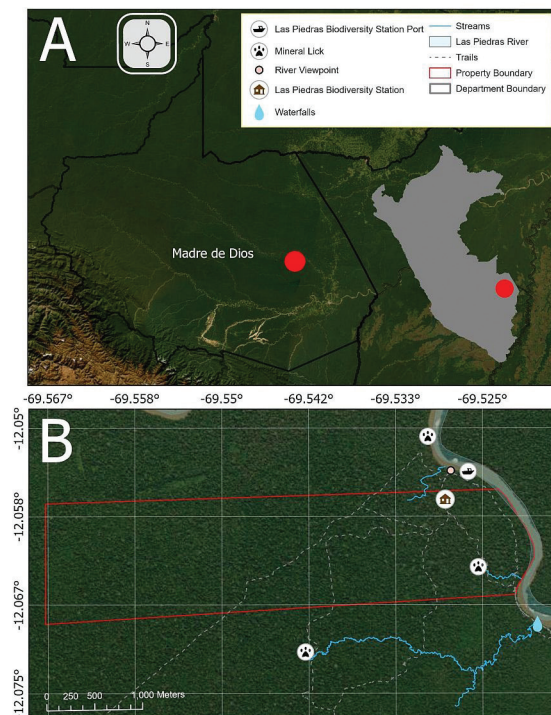 A
N
W E
S
Las Piedras Biodiversity Station Port
Mineral Lick
River Viewpoint
Las Piedras Biodiversity Station
Waterfalls
Streams
Las Piedras River
Trails
Property Boundary
Department Boundary
Madre de Dios
-69.567° -69.558° -69.55° -69.542° -69.533° -69.525°
B
-12.05°
-12.058°
-12.067°
-12.075°
0 250 500 1,000 Meters